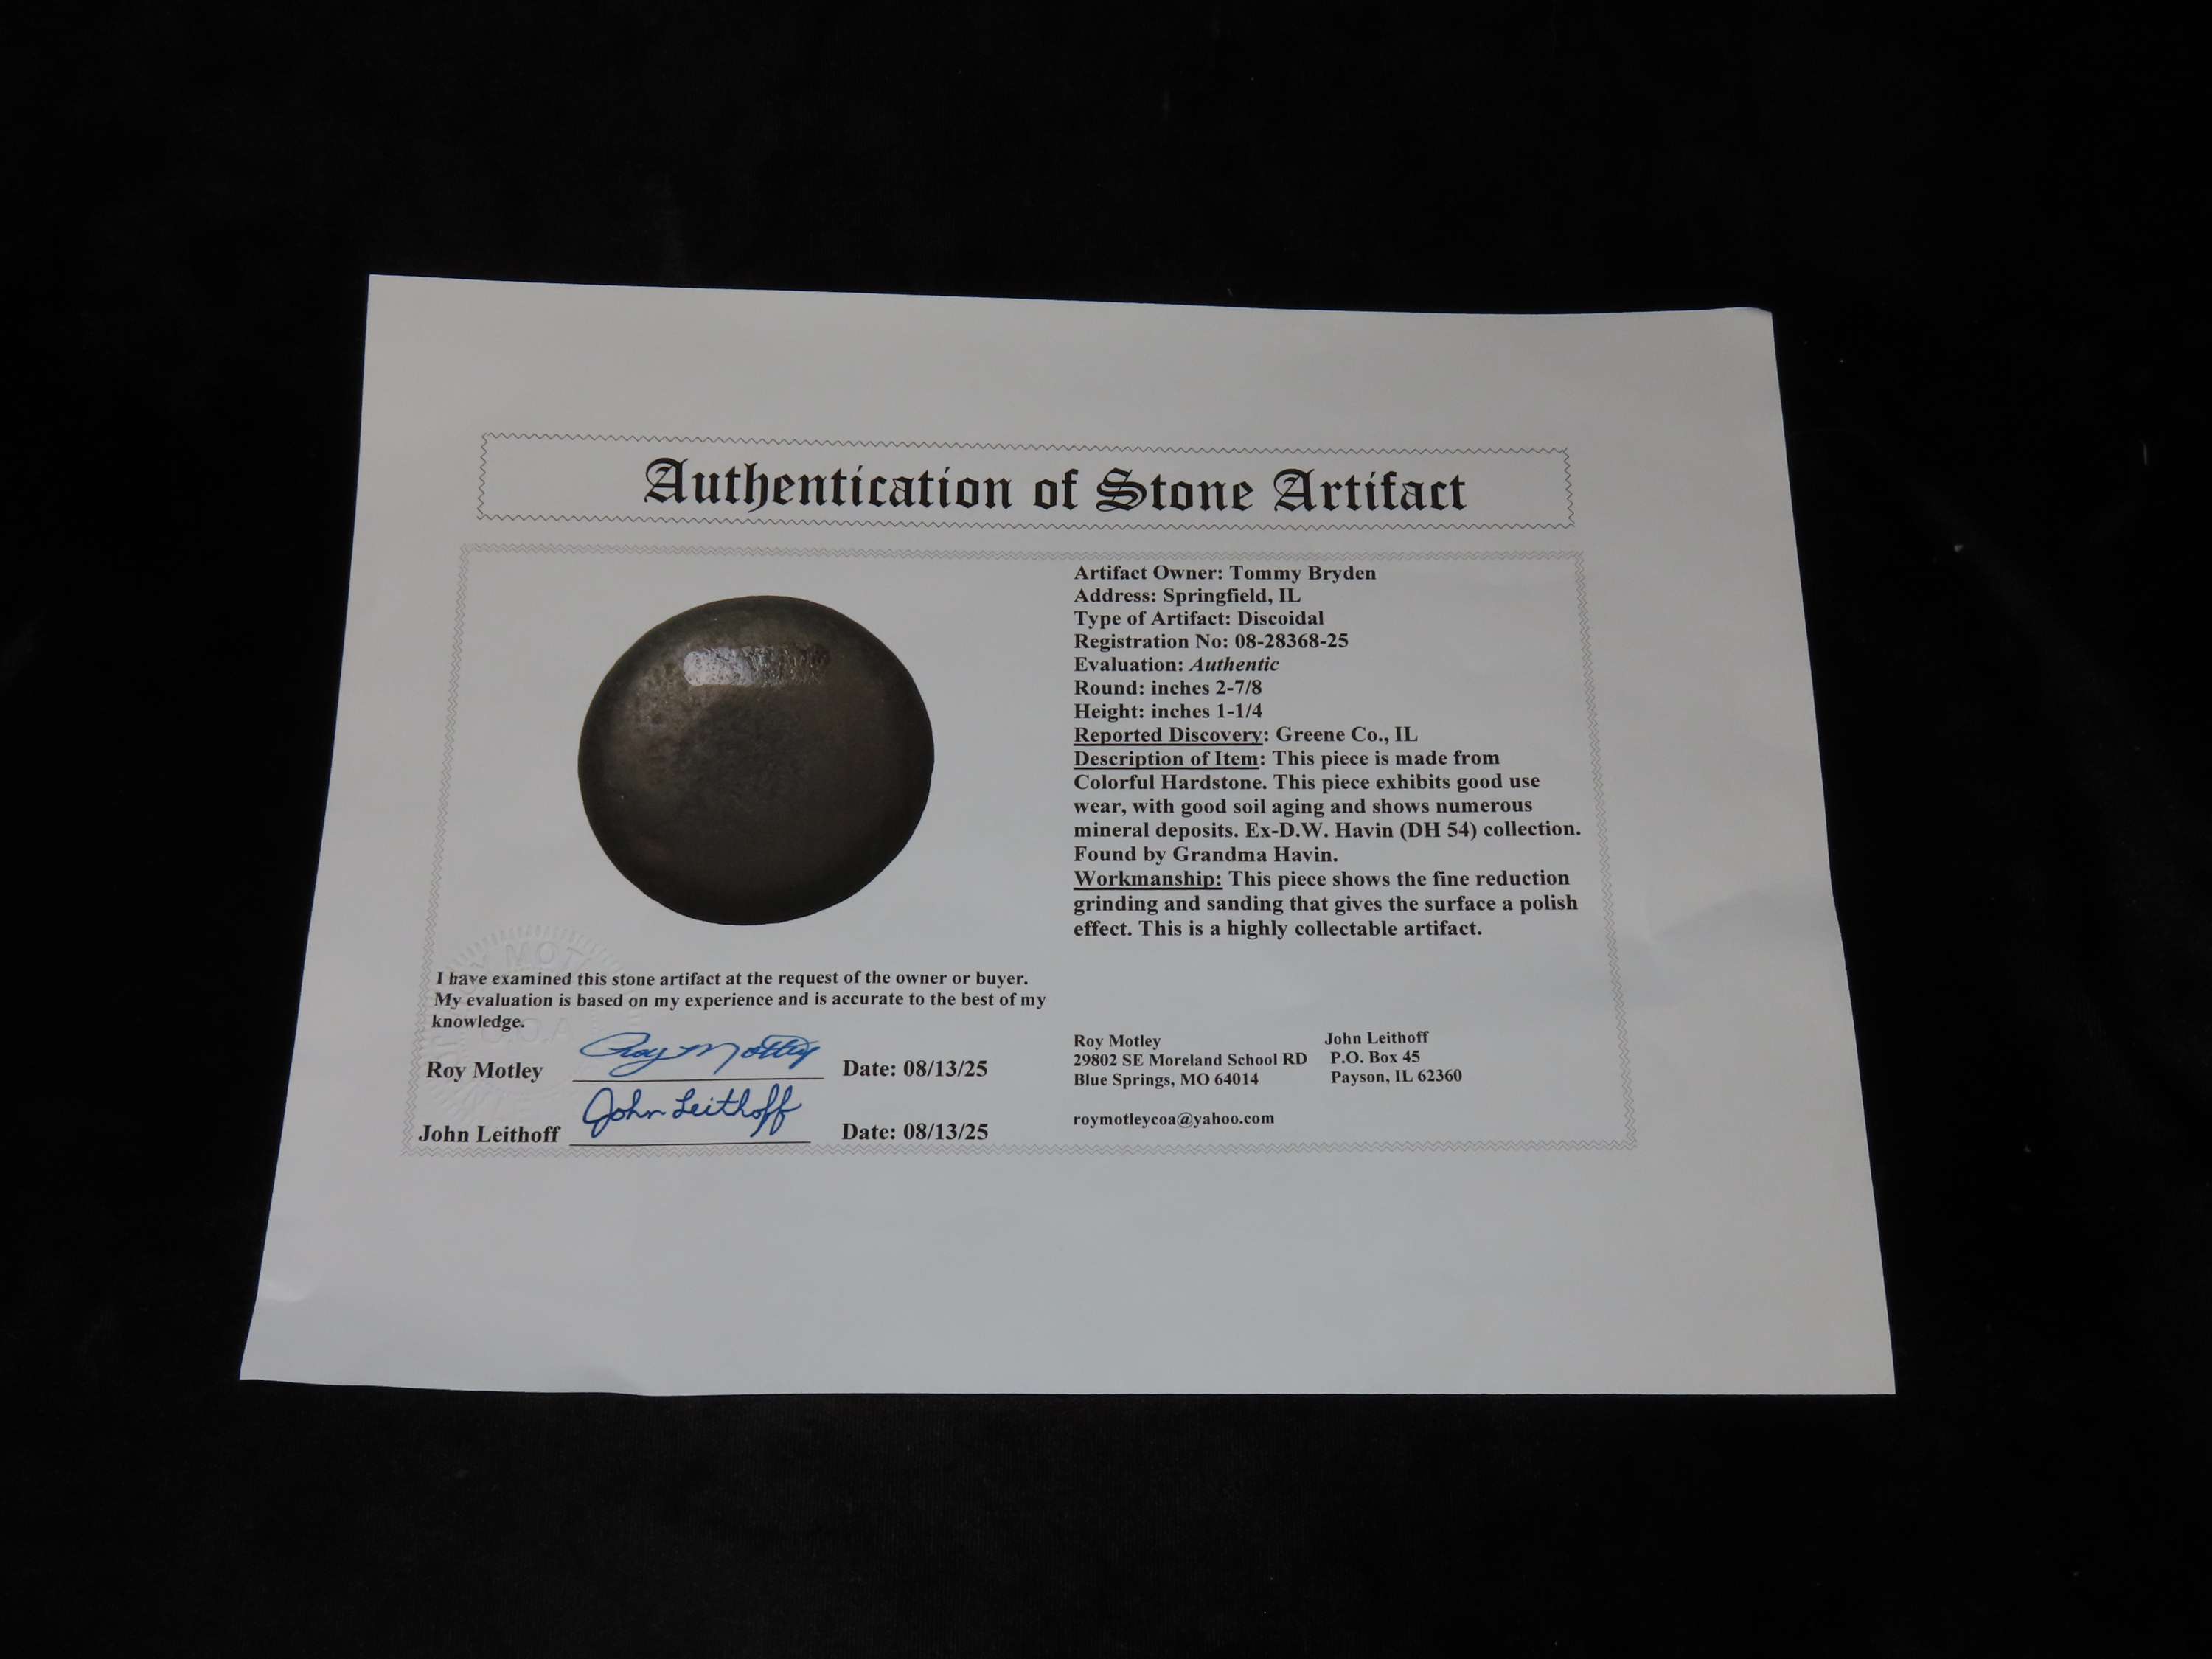 Authentication of Stone Artifact
Artifact Owner: Tommy Bryden
Address: Springfield, IL
Type of Artifact: Discoidal
Registration No: 08-28368-25
Evaluation: Authentic
Round: inches 2-7/8
Height: inches 1-1/4
Reported Discovery: Greene Co., IL
Description of Item: This piece is made from
Colorful Hardstone. This piece exhibits good use
wear, with good soil aging and shows numerous
mineral deposits. Ex-D.W. Havin (DH 54) collection.
Found by Grandma Havin.
Workmanship: This piece shows the fine reduction
grinding and sanding that gives the surface a polish
effect. This is a highly collectable artifact.
I have examined this stone artifact at the request of the owner or buyer.
My evaluation is based on my experience and is accurate to the best of my
knowledge.
Roy Motley Roy Motley Date: 08/13/25
John Leithoff John Leithoff Date: 08/13/25
Roy Motley
29802 SE Moreland School RD
Blue Springs, MO 64014
roymotleycoa@yahoo.com
John Leithoff
P.O. Box 45
Payson, IL 62360